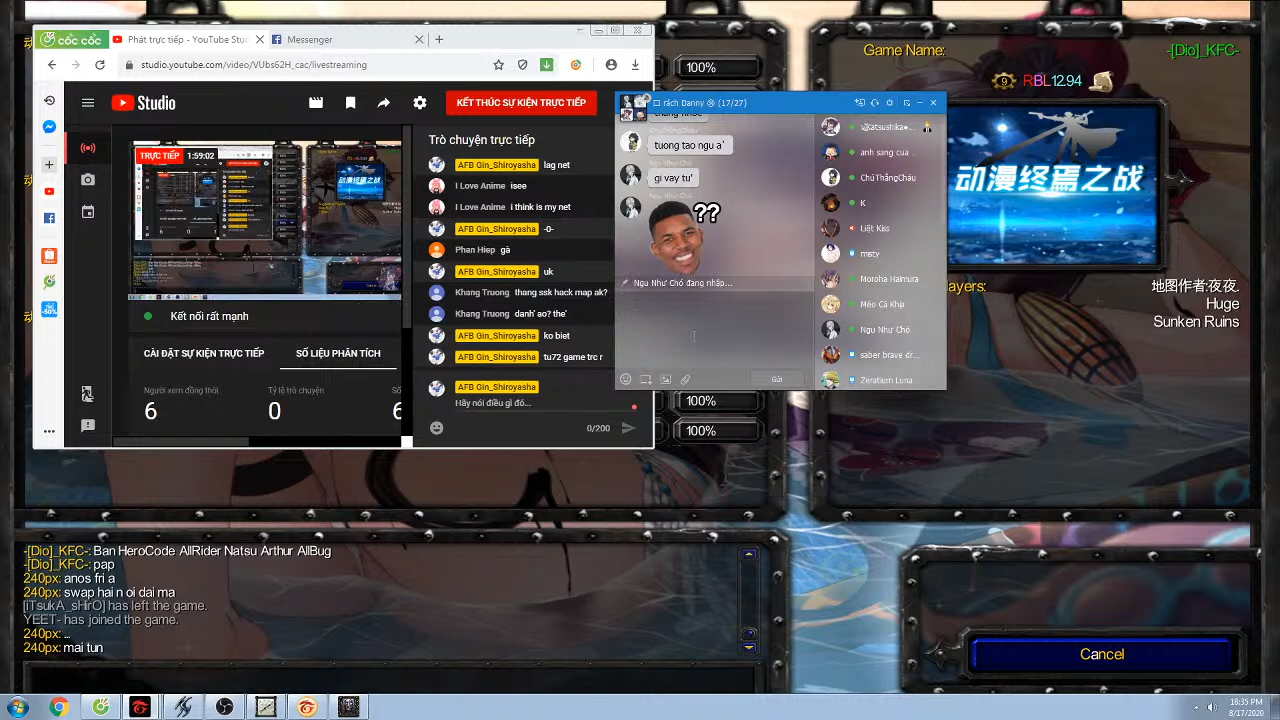 cốc cốc
Phát trực tiếp - YouTube Stu
Messenger
studio.youtube.com/video/VUbs62H_cac/livestreaming
Studio
KẾT THÚC SỰ KIỆN TRỰC TIẾP
TRỰC TIẾP
1:59:02
Kết nối rất mạnh
CÀI ĐẶT SỰ KIỆN TRỰC TIẾP
SỐ LIỆU PHÂN TÍCH
Người xem đồng thời
Tỷ lệ trò chuyện
Số
6
0
6
-50%
Trò chuyện trực tiếp
AFB Gin_Shiroyasha lag net
I Love Anime isee
I Love Anime i think is my net
AFB Gin_Shiroyasha -0-
Phan Hiep gà
AFB Gin_Shiroyasha uk
Khang Truong thang ssk hack map ak?
Khang Truong danh' ao? the'
AFB Gin_Shiroyasha ko biet
AFB Gin_Shiroyasha tu72 game trc r
AFB Gin_Shiroyasha
Hãy nói điều gì đó...
0/200
rách Danny (17/27)
tuong tao ngu a`
gi vay tu'
??
Ngu Như Chó đang nhập...
Gửi
anh sang cua
ChúThằngCháu
K
Liệt Kiss
misty
Moroha Haimura
Mèo Cà Khịa
Ngu Như Chó
saber brave dr...
Zeratium Luna
100%
100%
100%
Game Name:
-[Dio]_KFC-
9
RBL12.94
动漫终焉之战
ayers:
地图作者:夜夜.
Huge
Sunken Ruins
-[Dio]_KFC-: Ban HeroCode AllRider Natsu Arthur AllBug
-[Dio]_KFC-: pap
240px: anos fri a
240px: swap hai n oi dai ma
[iTsukA_sHirO] has left the game.
YEET- has joined the game.
240px: ...
240px: mai tun
Cancel
18:35 PM
8/17/2020